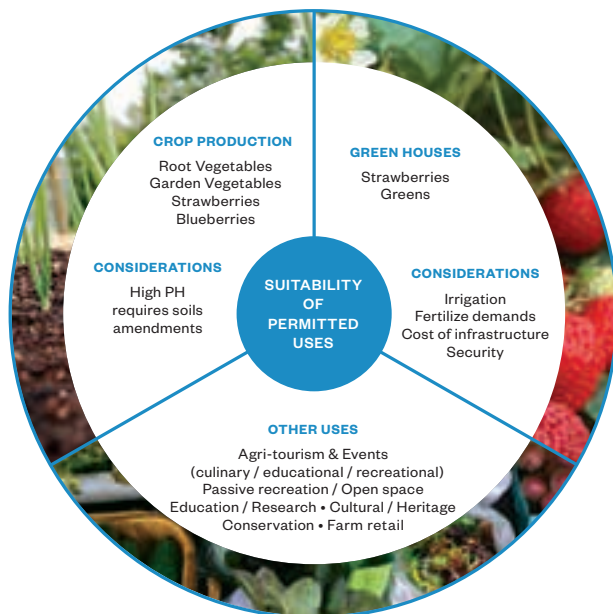 CROP PRODUCTION
Root Vegetables
Garden Vegetables
Strawberries
Blueberries
CONSIDERATIONS
High PH
requires soils
amendments
GREEN HOUSES
Strawberries
Greens
CONSIDERATIONS
Irrigation
Fertilize demands
Cost of infrastructure
Security
SUITABILITY
OF
PERMITTED
USES
OTHER USES
Agri-tourism & Events
(culinary / educational / recreational)
Passive recreation / Open space
Education / Research • Cultural / Heritage
Conservation • Farm retail